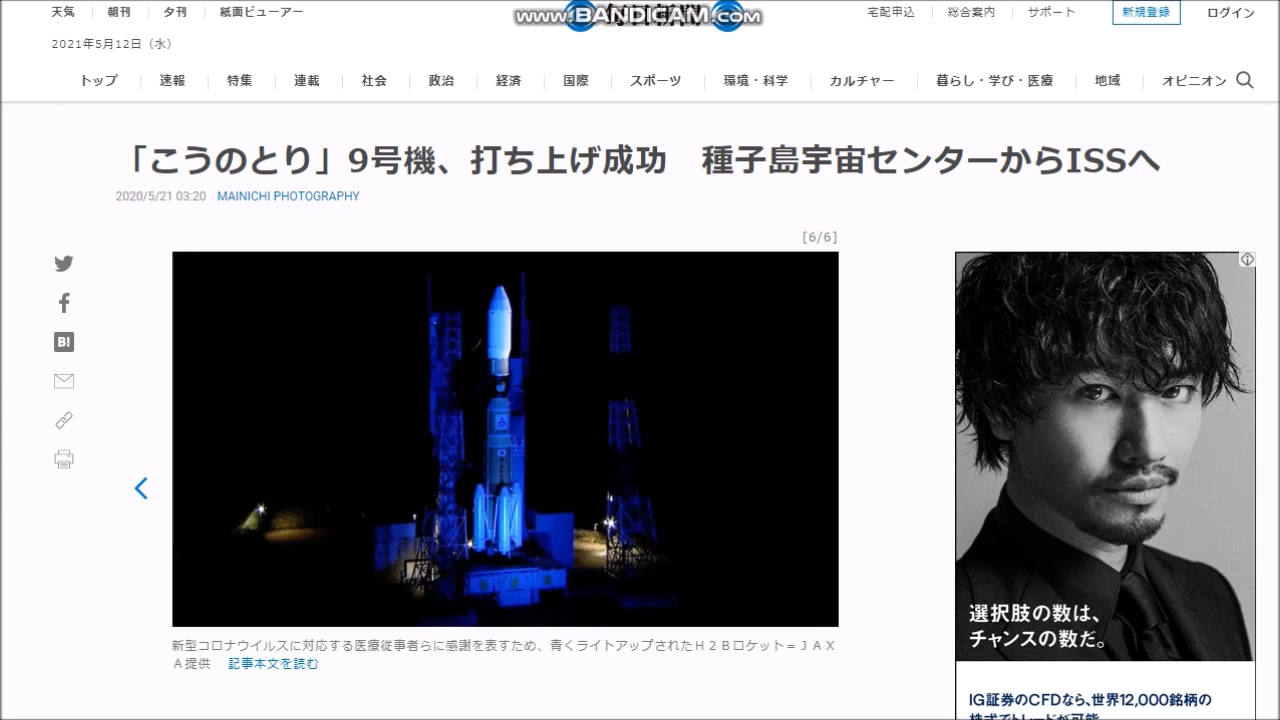 天気 朝刊 夕刊 紙面ビューアー
www.BANDICAM.com
宅配申込 総合案内 サポート 新規登録 ログイン
2021年5月12日（水）
トップ 速報 特集 連載 社会 政治 経済 国際 スポーツ 環境・科学 カルチャー 暮らし・学び・医療 地域 オピニオン
「こうのとり」9号機、打ち上げ成功　種子島宇宙センターからISSへ
2020/5/21 03:20 MAINICHI PHOTOGRAPHY
[6/6]
B!
新型コロナウイルスに対応する医療従事者らに感謝を表すため、青くライトアップされたＨ２Ｂロケット＝ＪＡＸ
Ａ提供 記事本文を読む
選択肢の数は、
チャンスの数だ。
IG証券のCFDなら、世界12,000銘柄の
株式でトレードが可能